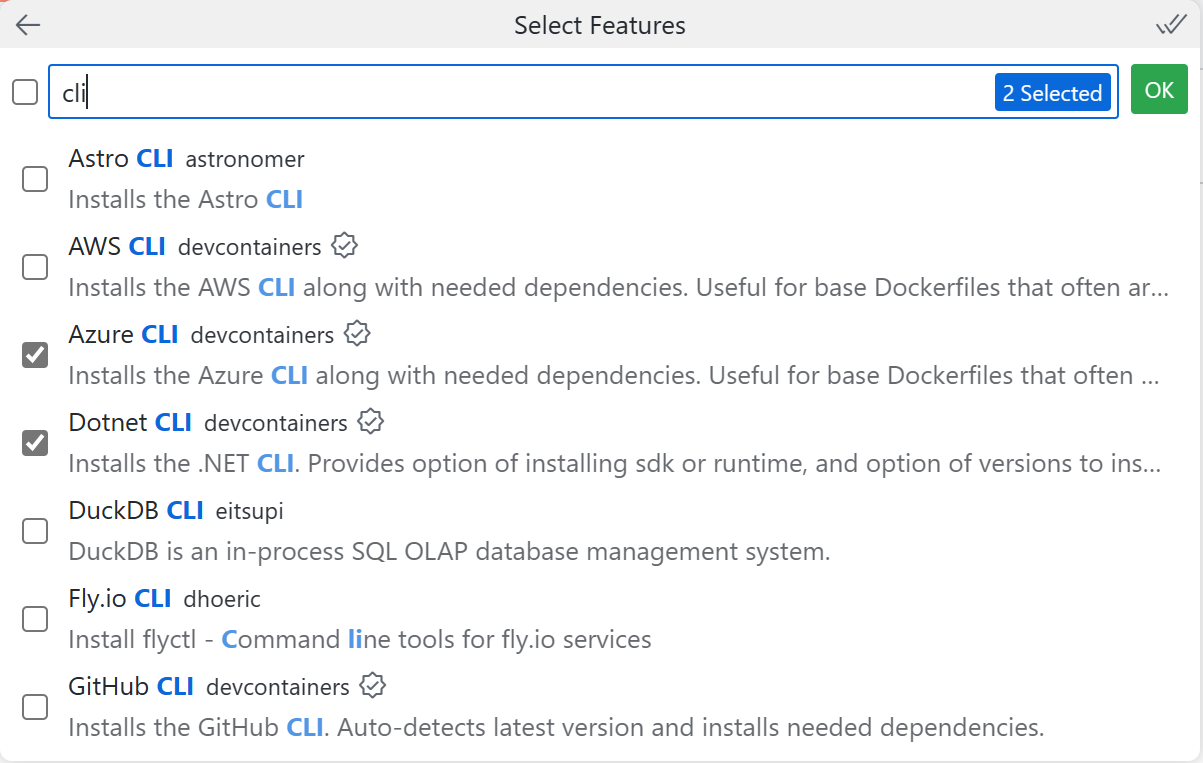 Select Features
cli
2 Selected
OK
Astro CLI astronomer
Installs the Astro CLI
AWS CLI devcontainers
Installs the AWS CLI along with needed dependencies. Useful for base Dockerfiles that often ar...
Azure CLI devcontainers
Installs the Azure CLI along with needed dependencies. Useful for base Dockerfiles that often ...
Dotnet CLI devcontainers
Installs the .NET CLI. Provides option of installing sdk or runtime, and option of versions to ins...
DuckDB CLI eitsupi
DuckDB is an in-process SQL OLAP database management system.
Fly.io CLI dhoeric
Install flyctl - Command line tools for fly.io services
GitHub CLI devcontainers
Installs the GitHub CLI. Auto-detects latest version and installs needed dependencies.